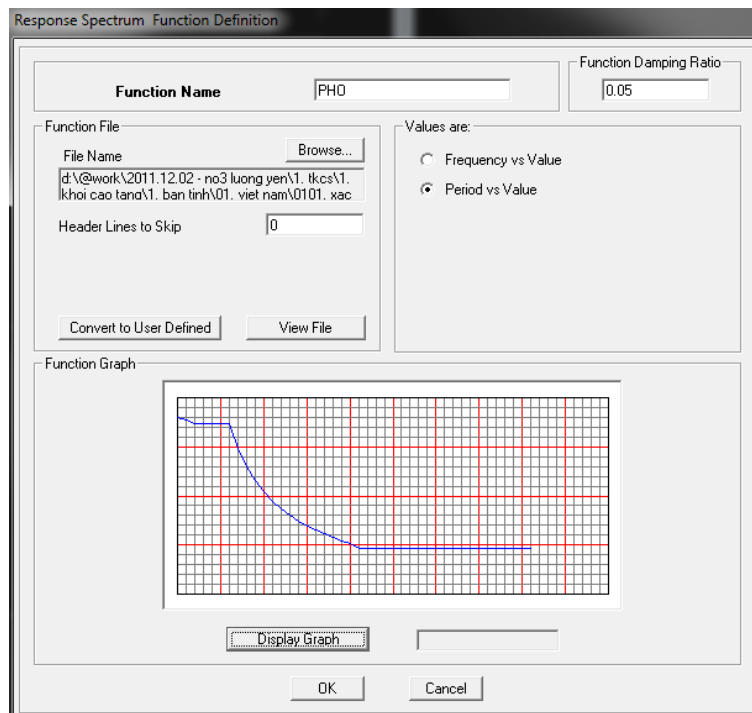 Response Spectrum Function Definition
Function Name
PHO
Function Damping Ratio
0.05
Function File
File Name
Browse...
d:\@work\2011.12.02 - no3 luong yen\1. tkcs\1.
khoi cao tang\1. ban tinh\01. viet nam\0101. xac
Header Lines to Skip
0
Convert to User Defined
View File
Values are:
Frequency vs Value
Period vs Value
Function Graph
Display Graph
OK
Cancel